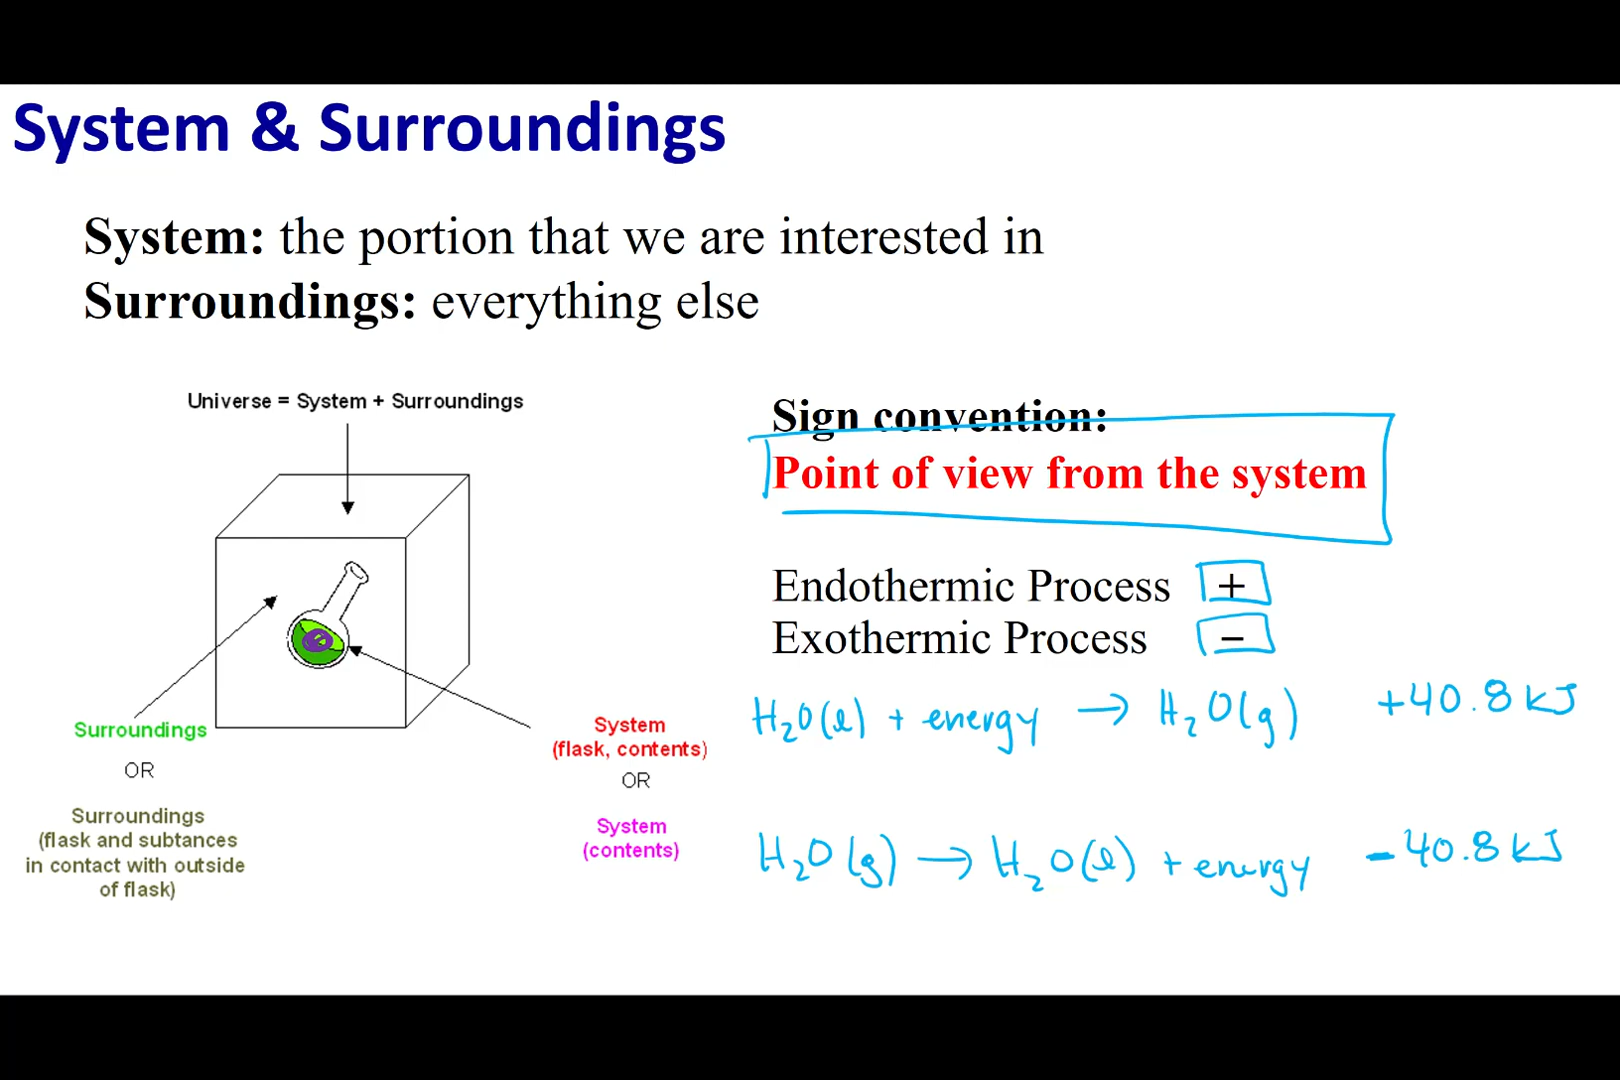 System & Surroundings
System: the portion that we are interested in
Surroundings: everything else
Universe = System + Surroundings
Surroundings
OR
Surroundings
(flask and subtances
in contact with outside
of flask)
System
(flask, contents)
OR
System
(contents)
Sign convention:
Point of view from the system
Endothermic Process +
Exothermic Process −
H₂O(l) + energy → H₂O(g) +40.8 kJ
H₂O(g) → H₂O(l) + energy -40.8 kJ